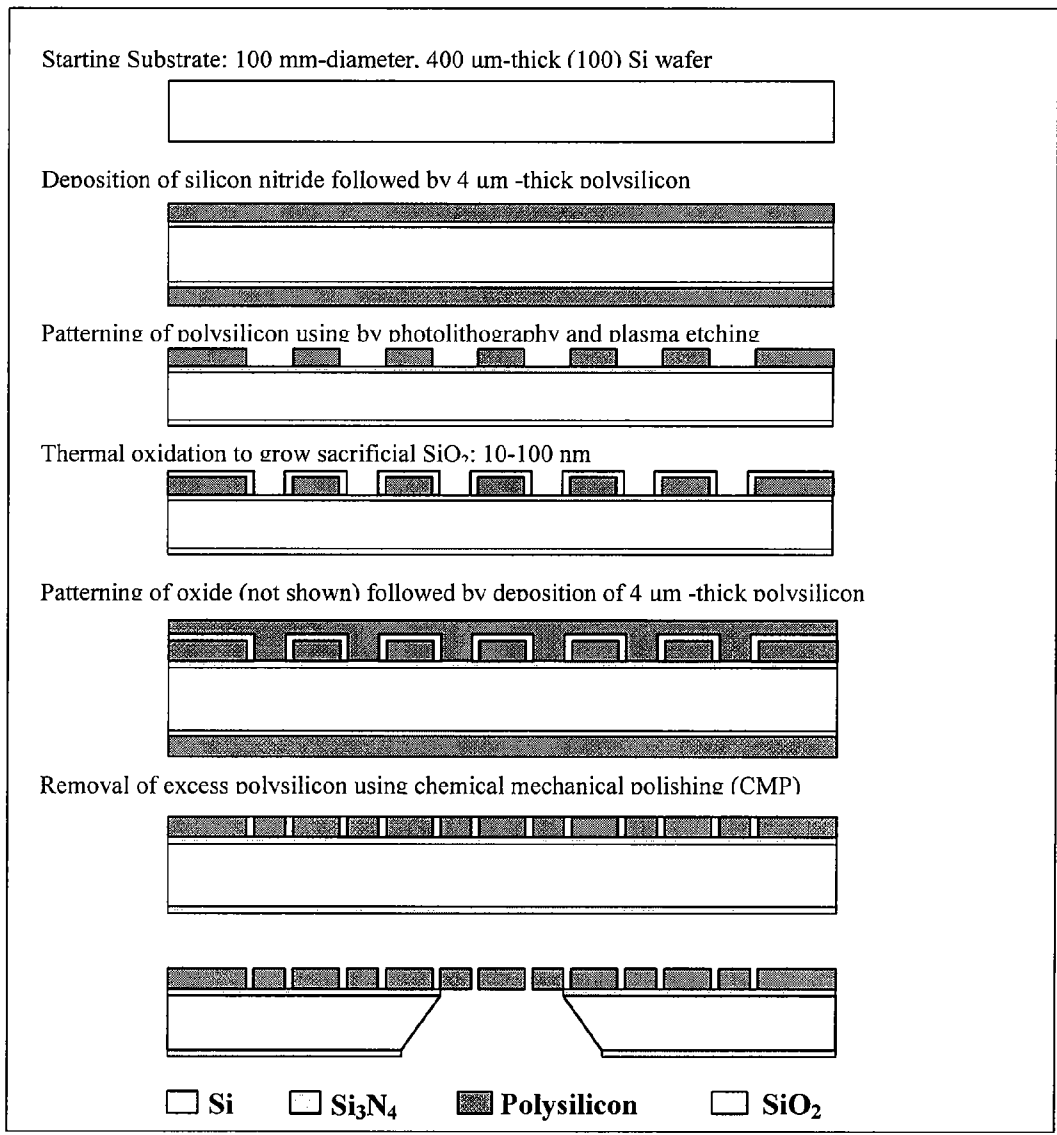 Starting Substrate: 100 mm-diameter, 400 um-thick (100) Si wafer
Deposition of silicon nitride followed by 4 um -thick polysilicon
Patterning of polysilicon using by photolithography and plasma etching
Thermal oxidation to grow sacrificial SiO2: 10-100 nm
Patterning of oxide (not shown) followed by deposition of 4 um -thick polysilicon
Removal of excess polysilicon using chemical mechanical polishing (CMP)
Si Si3N4 Polysilicon SiO2